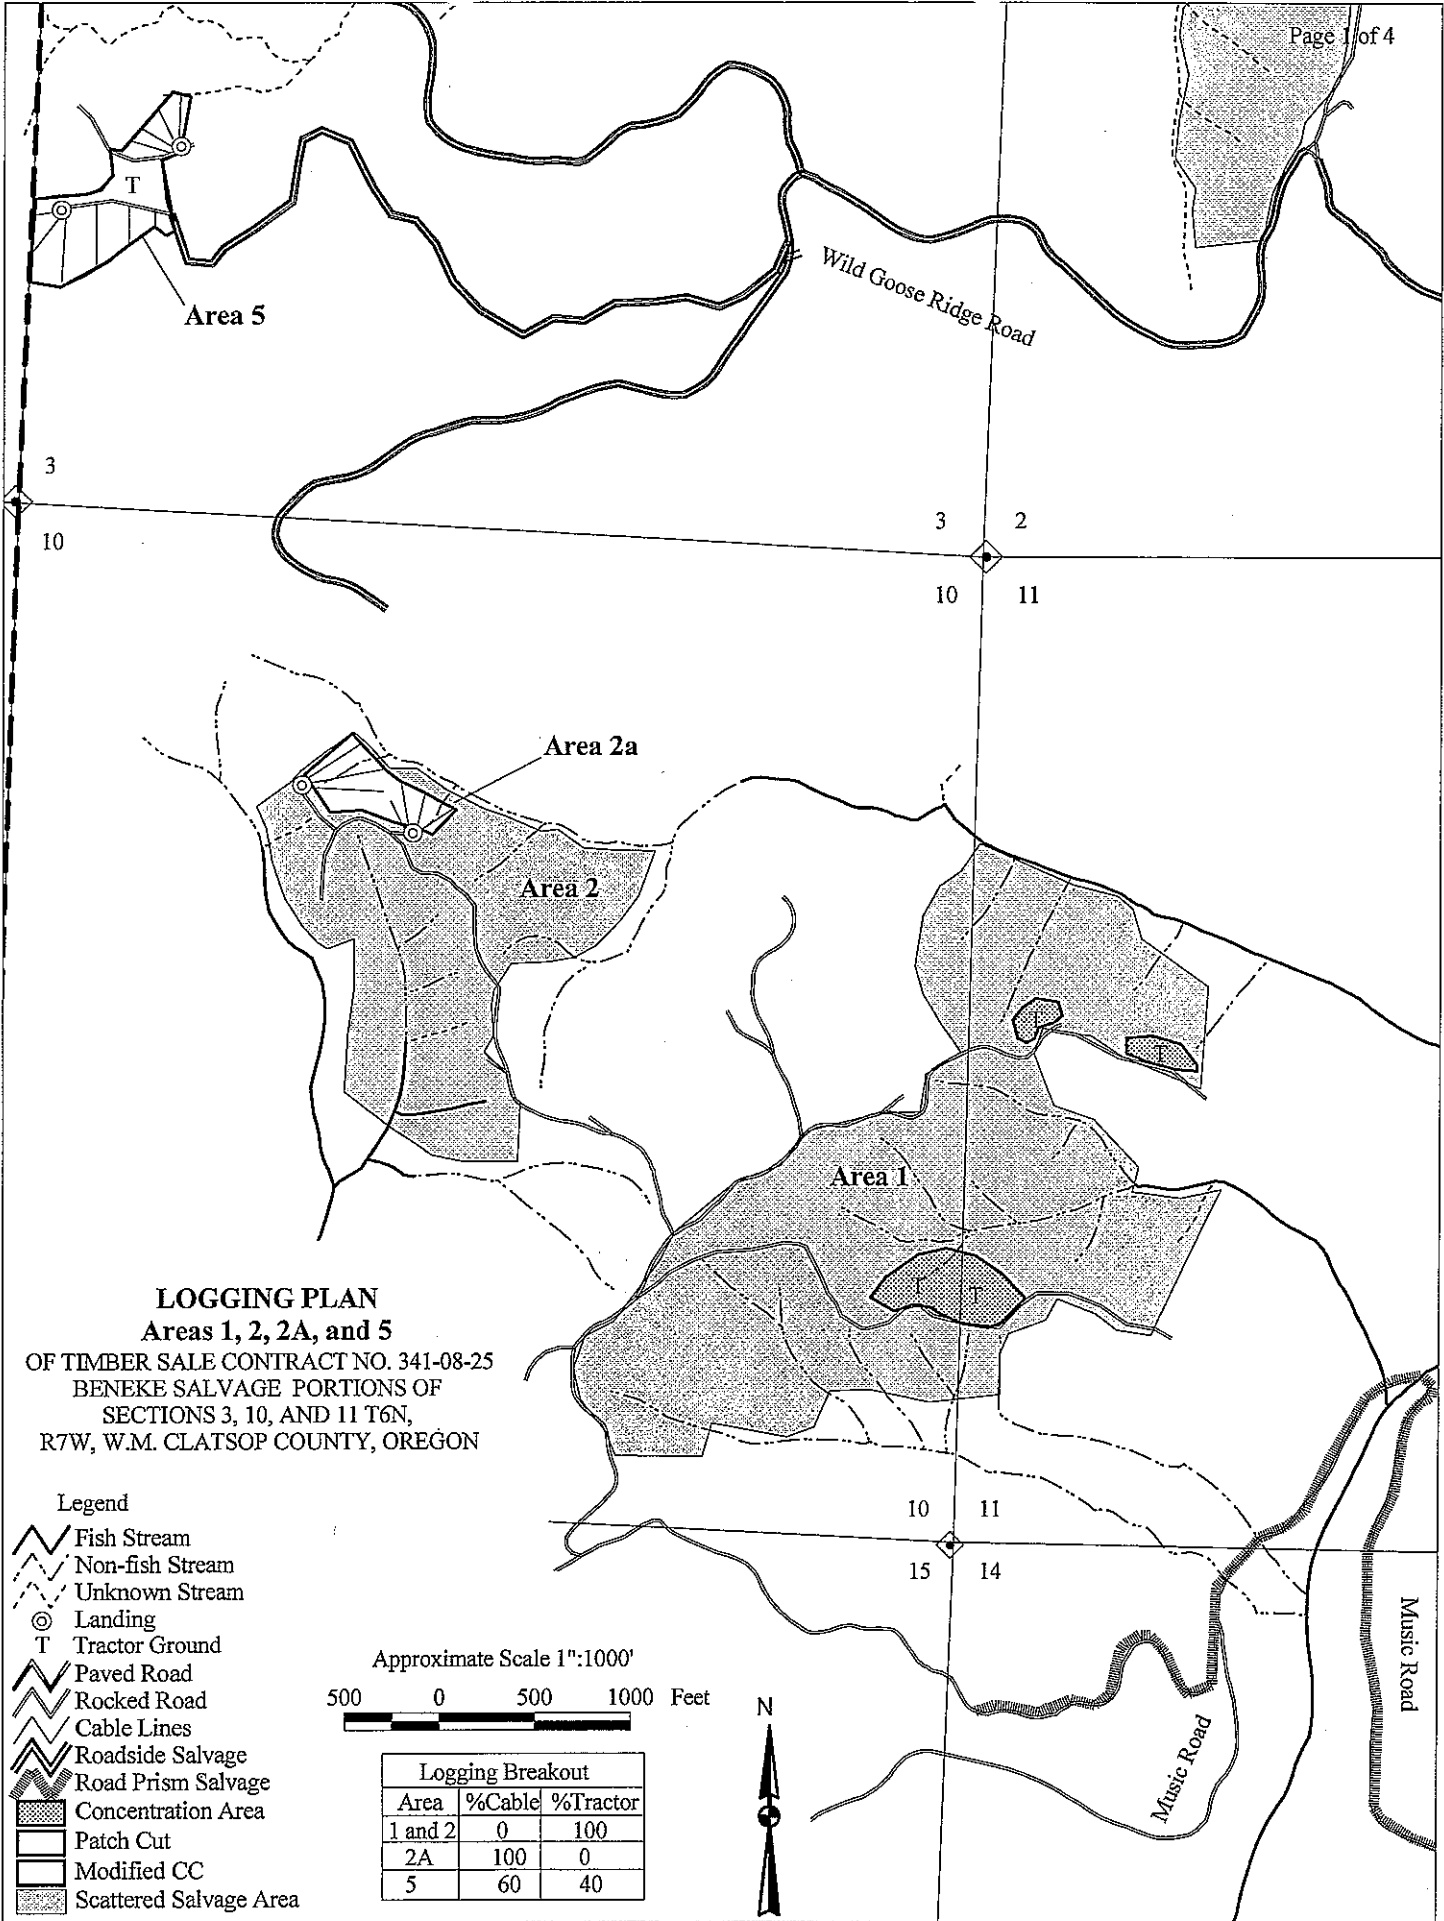 Page 1 of 4
T
Area 5
Wild Goose Ridge Road
3
10
3 2
10 11
Area 2a
Area 2
T
T
Area 1
T T
LOGGING PLAN
Areas 1, 2, 2A, and 5
OF TIMBER SALE CONTRACT NO. 341-08-25
BENEKE SALVAGE PORTIONS OF
SECTIONS 3, 10, AND 11 T6N,
R7W, W.M. CLATSOP COUNTY, OREGON
10 11
15 14
Music Road
Music Road
Legend
Fish Stream
Non-fish Stream
Unknown Stream
Landing
T Tractor Ground
Paved Road
Rocked Road
Cable Lines
Roadside Salvage
Road Prism Salvage
Concentration Area
Patch Cut
Modified CC
Scattered Salvage Area
Approximate Scale 1":1000'
500 0 500 1000 Feet
N
Logging Breakout
Area %Cable %Tractor
1 and 2 0 100
2A 100 0
5 60 40